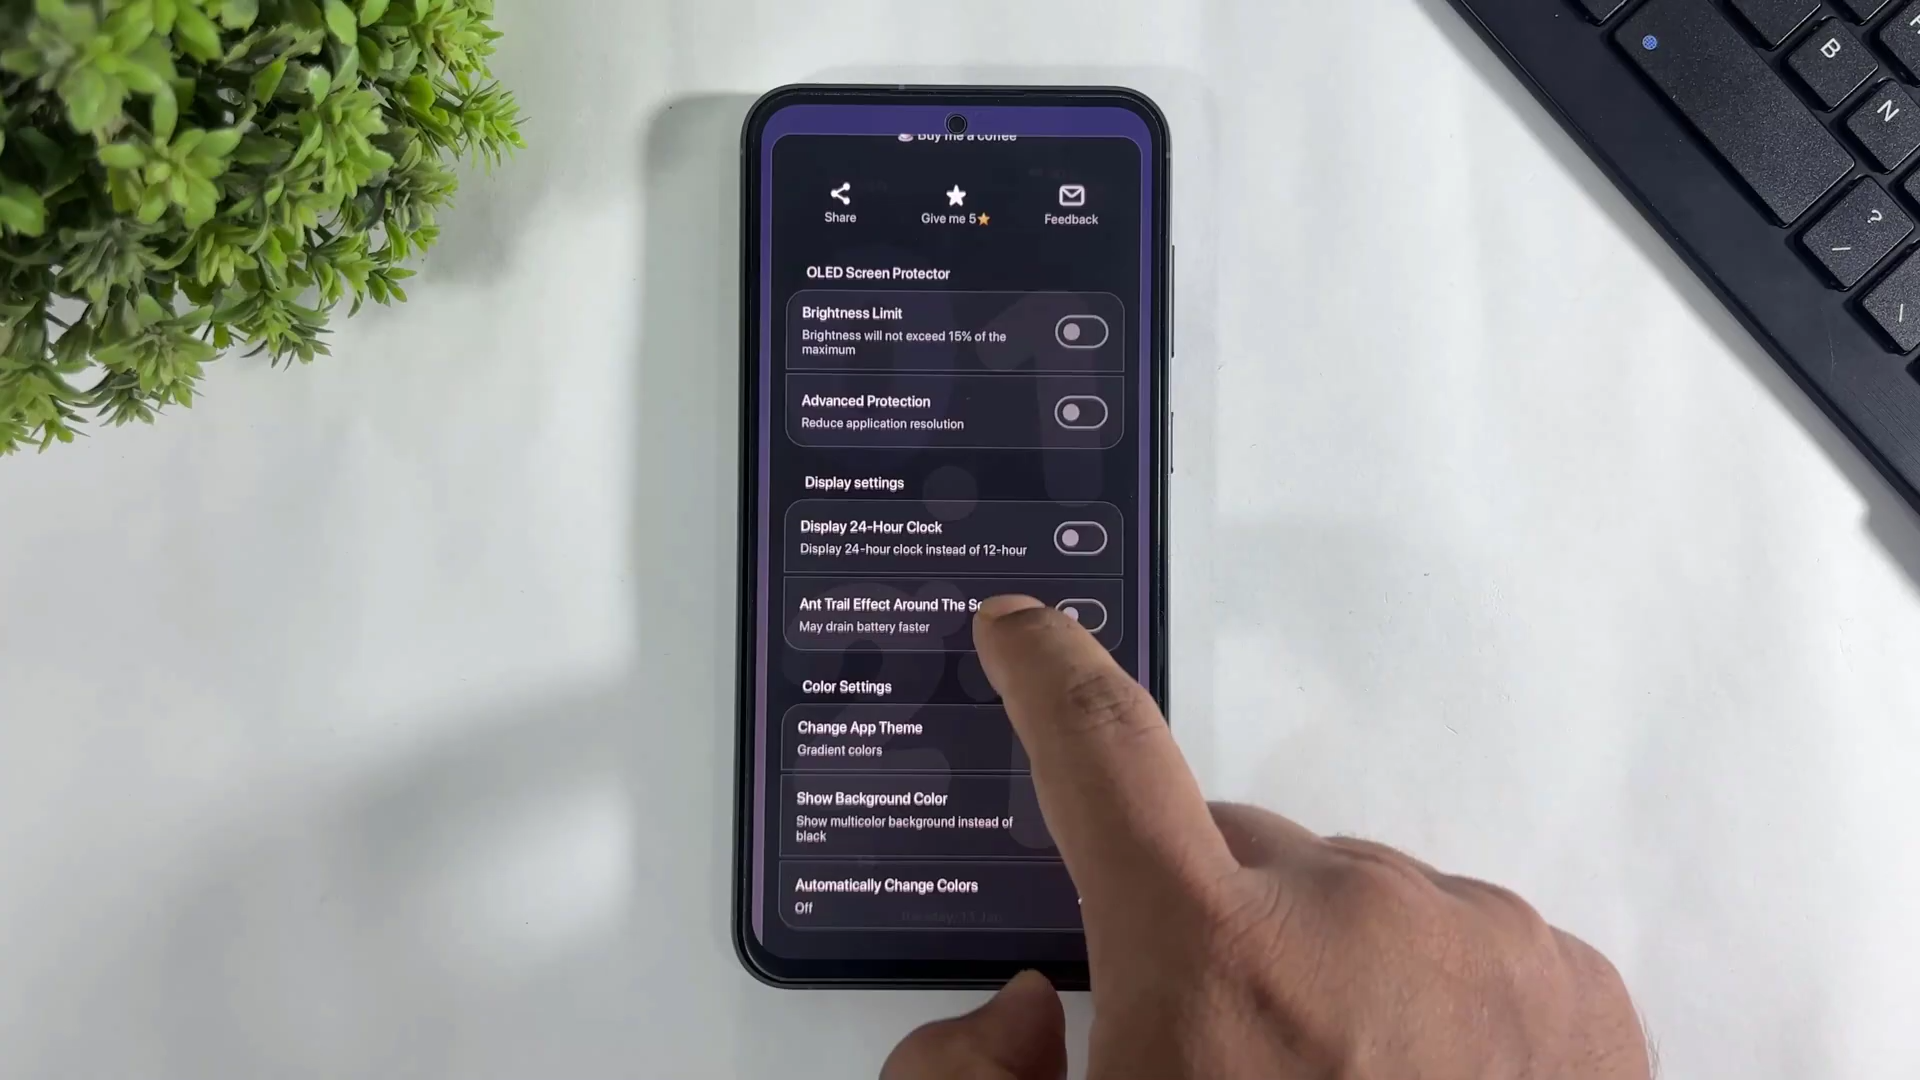 Buy me a coffee
Share
Give me 5⭐
Feedback
OLED Screen Protector
Brightness Limit
Brightness will not exceed 15% of the
maximum
Advanced Protection
Reduce application resolution
Display settings
Display 24-Hour Clock
Display 24-hour clock instead of 12-hour
Ant Trail Effect Around The
May drain battery faster
Color Settings
Change App Theme
Gradient colors
Show Background Color
Show multicolor background instead of
black
Automatically Change Colors
Off
B
N
?
/